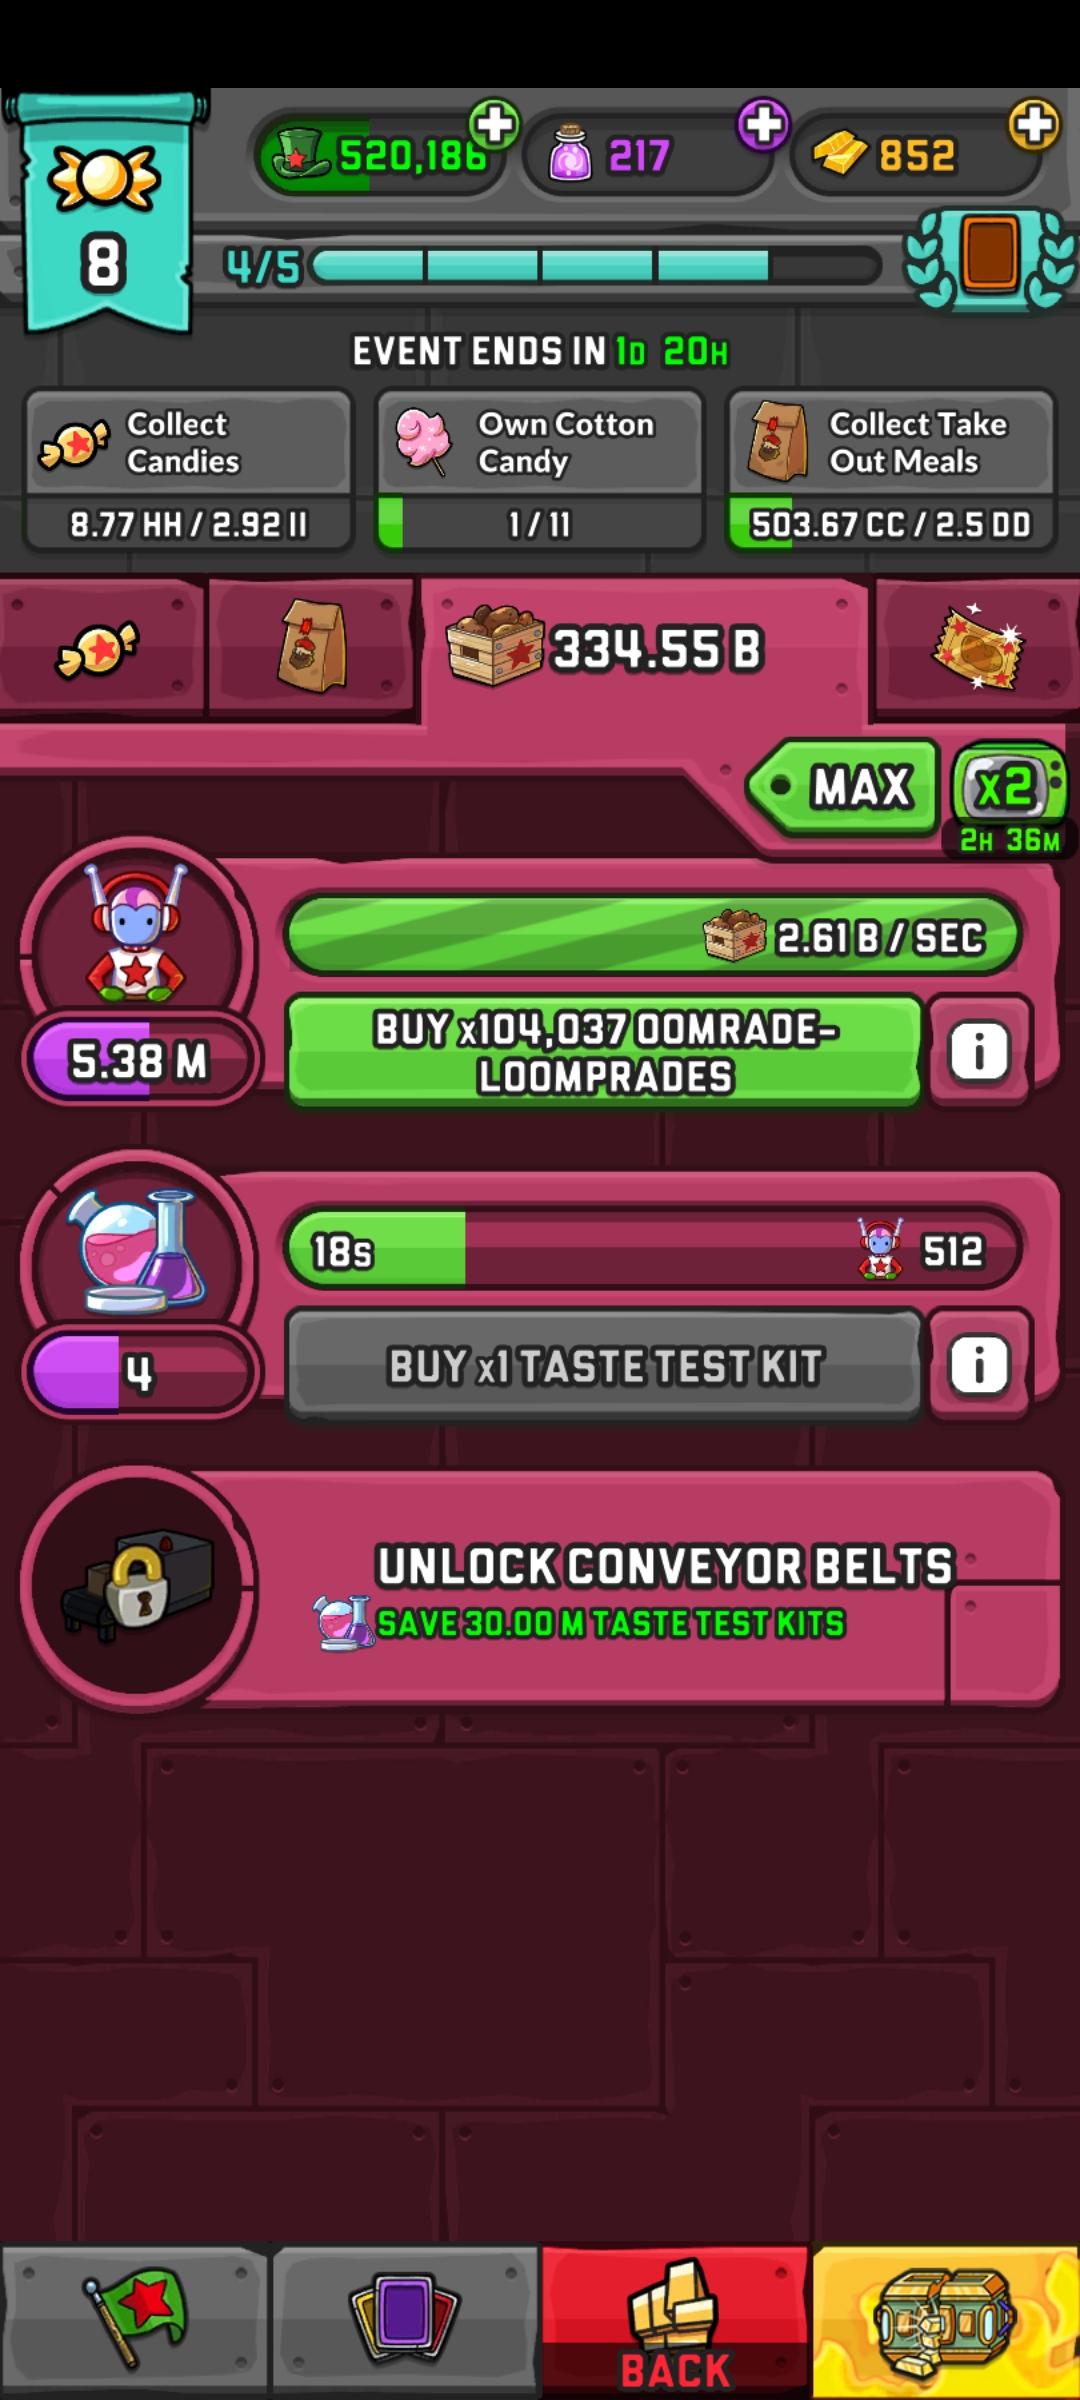 520,186
217
852
8
4/5
EVENT ENDS IN 1D 20H
Collect
Candies
8.77 HH / 2.92 II
Own Cotton
Candy
1 / 11
Collect Take
Out Meals
503.67 CC / 2.5 DD
334.55 B
MAX
x2
2H 36M
2.61 B / SEC
5.38 M
BUY x104,037 OOMRADE-
LOOMPRADES
i
18s
512
4
BUY x1 TASTE TEST KIT
i
UNLOCK CONVEYOR BELTS
SAVE 30.00 M TASTE TEST KITS
BACK